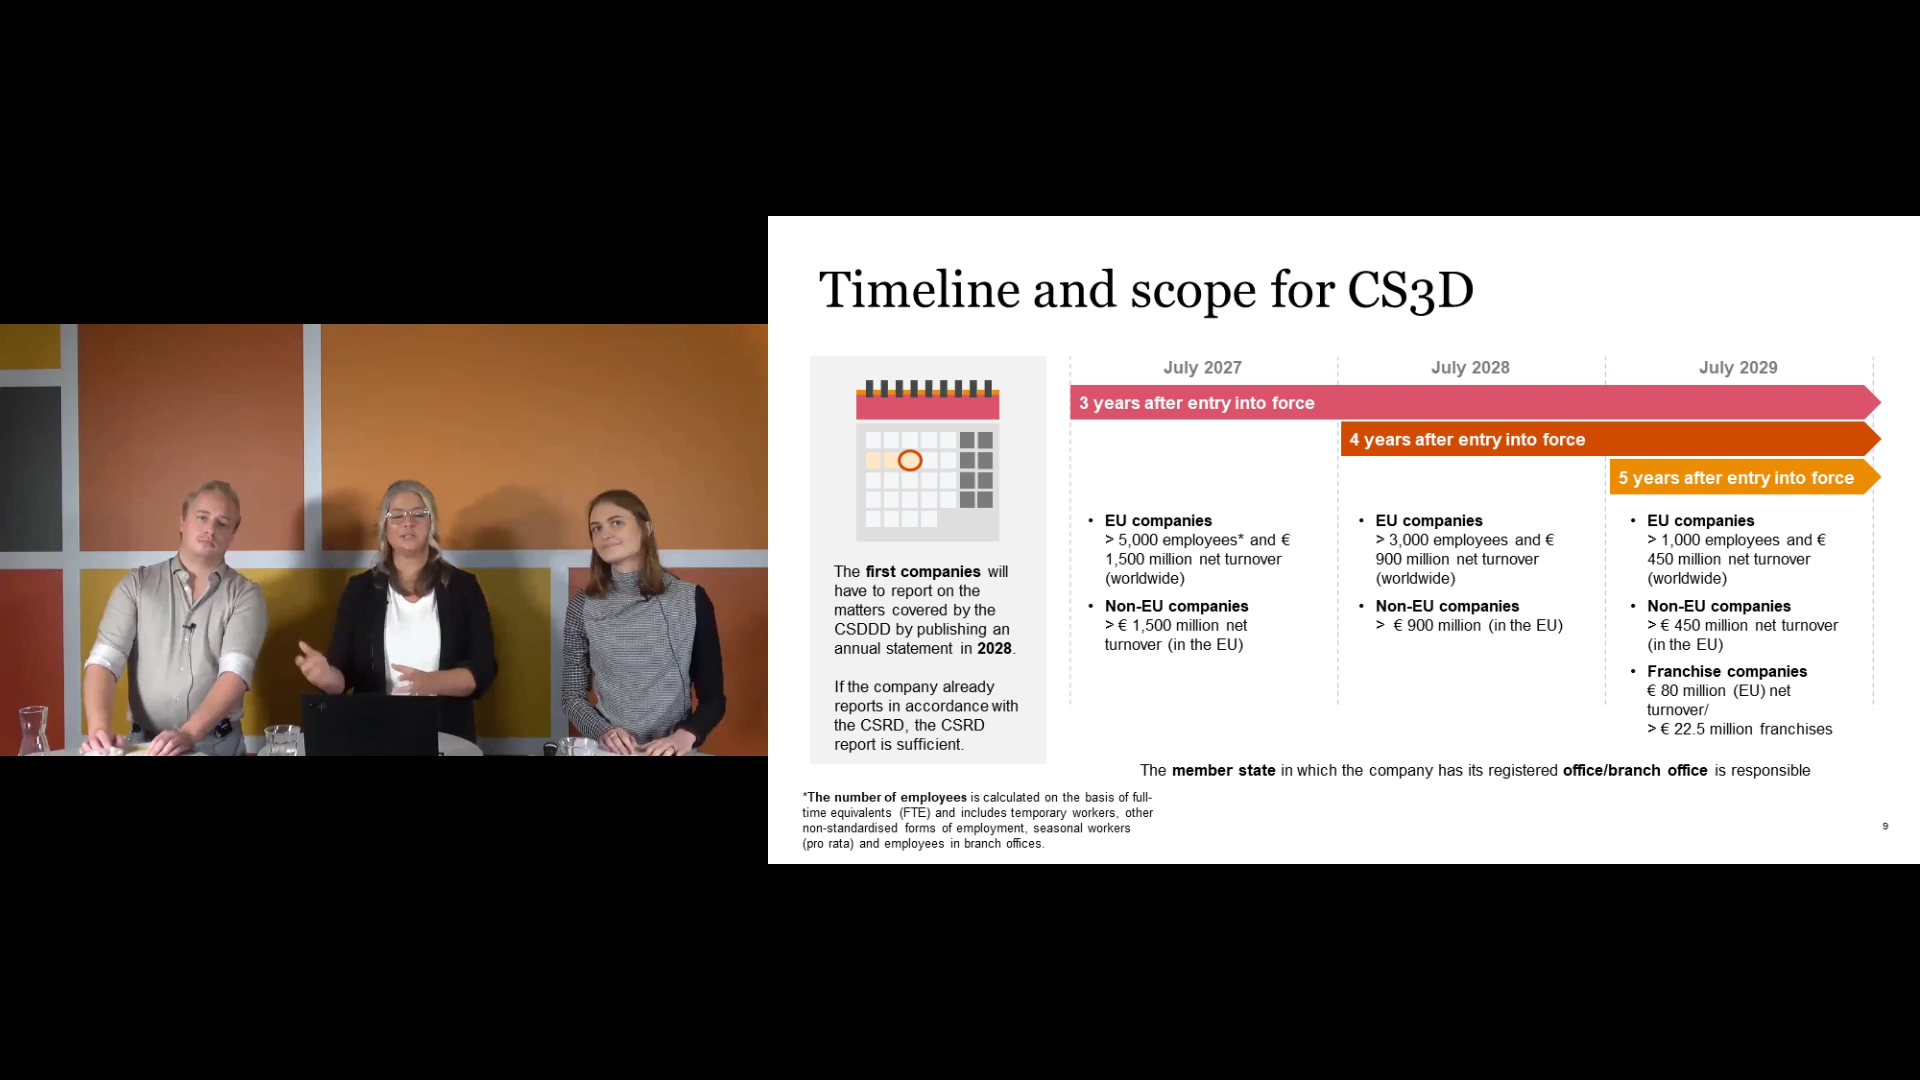 Timeline and scope for CS3D
The first companies will
have to report on the
matters covered by the
CSDDD by publishing an
annual statement in 2028.
If the company already
reports in accordance with
the CSRD, the CSRD
report is sufficient.
July 2027
July 2028
July 2029
3 years after entry into force
4 years after entry into force
5 years after entry into force
• EU companies
> 5,000 employees* and €
1,500 million net turnover
(worldwide)
• Non-EU companies
> € 1,500 million net
turnover (in the EU)
• EU companies
> 3,000 employees and €
900 million net turnover
(worldwide)
• Non-EU companies
> € 900 million (in the EU)
• EU companies
> 1,000 employees and €
450 million net turnover
(worldwide)
• Non-EU companies
> € 450 million net turnover
(in the EU)
• Franchise companies
€ 80 million (EU) net
turnover/
> € 22.5 million franchises
The member state in which the company has its registered office/branch office is responsible
*The number of employees is calculated on the basis of full-
time equivalents (FTE) and includes temporary workers, other
non-standardised forms of employment, seasonal workers
(pro rata) and employees in branch offices.
9